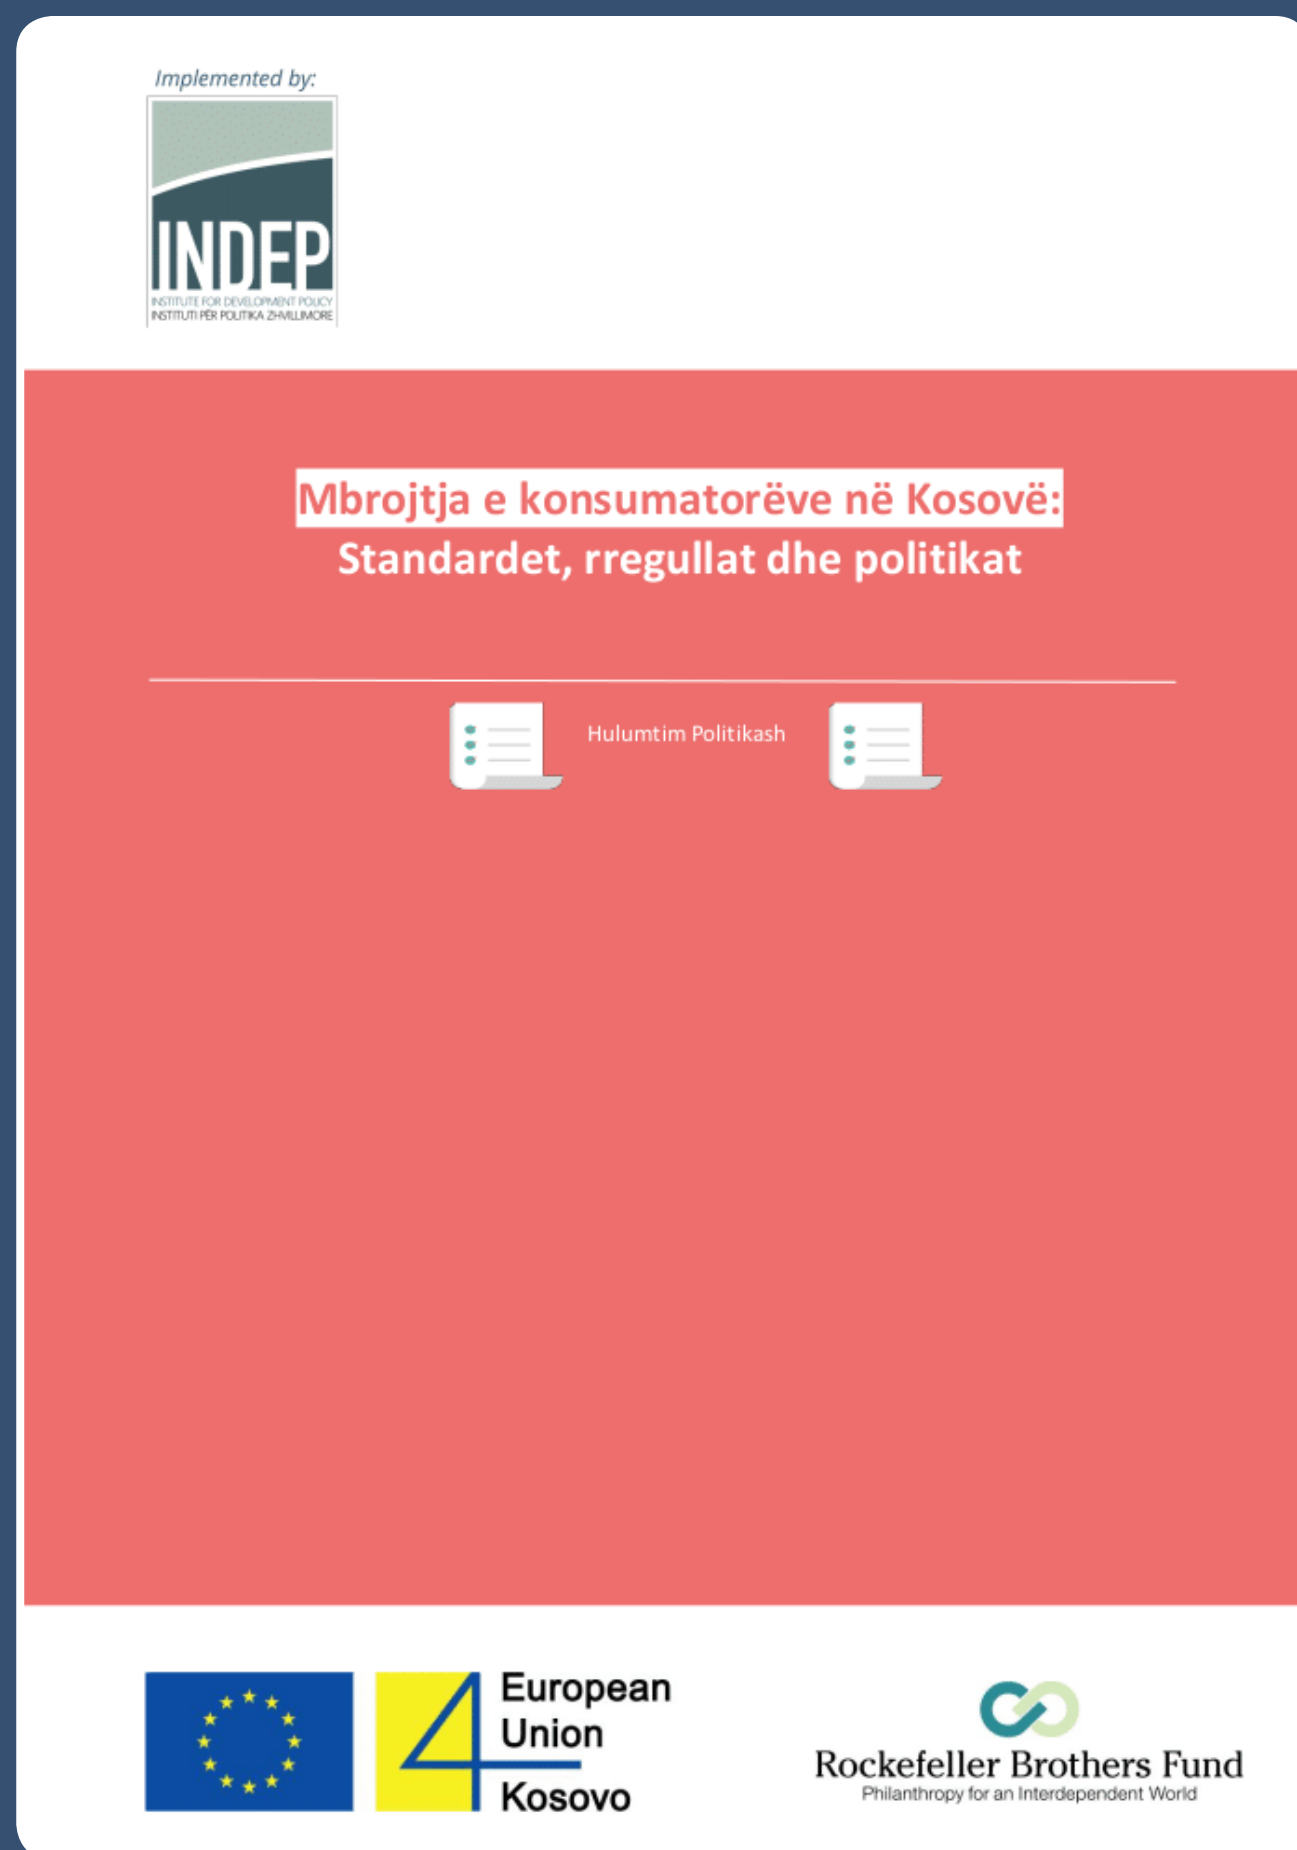 Implemented by:
INDEP
INSTITUTE FOR DEVELOPMENT POLICY
INSTITUTI PËR POLITIKA ZHVILLIMORE
Mbrojtja e konsumatorëve në Kosovë:
Standardet, rregullat dhe politikat
Hulumtim Politikash
European
Union
4
Kosovo
Rockefeller Brothers Fund
Philanthropy for an Interdependent World